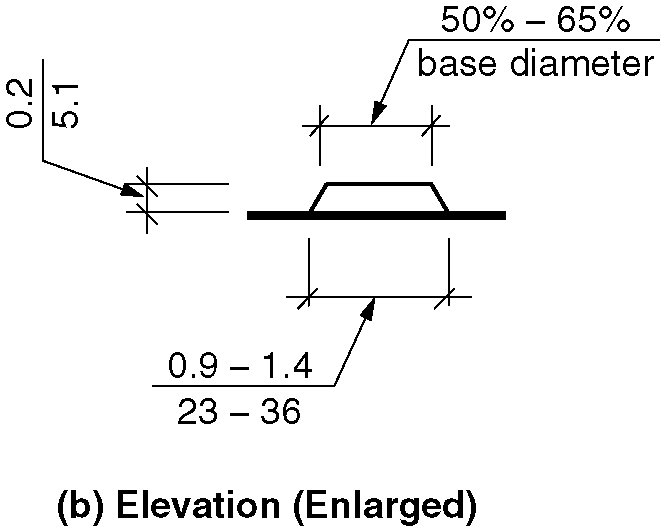 50% – 65%
base diameter
0.2
5.1
0.9 – 1.4
23 – 36
(b) Elevation (Enlarged)